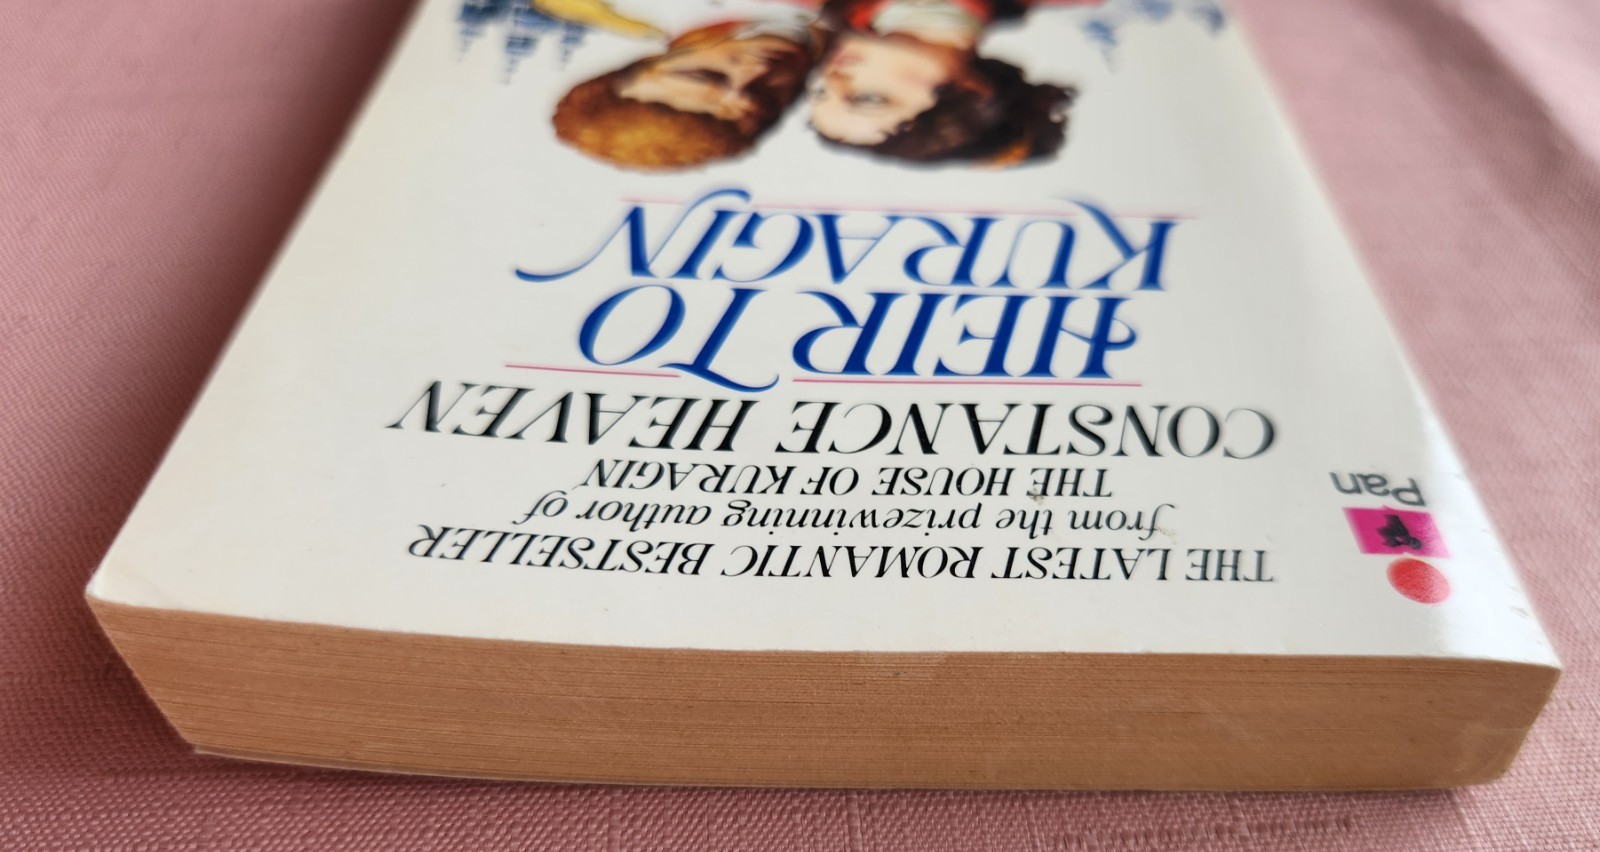 Pan
THE LATEST ROMANTIC BESTSELLER
from the prizewinning author of
THE HOUSE OF KURAGIN
CONSTANCE HEAVEN
HEIR TO
KURAGIN